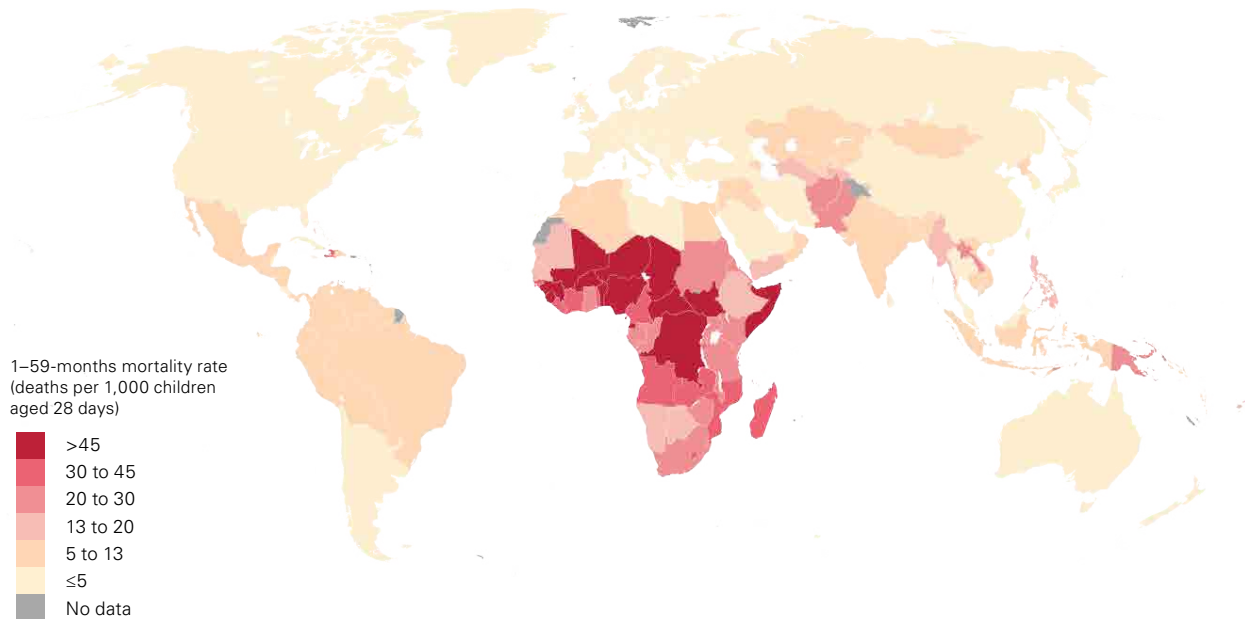 1–59-months mortality rate
(deaths per 1,000 children
aged 28 days)
>45
30 to 45
20 to 30
13 to 20
5 to 13
≤5
No data